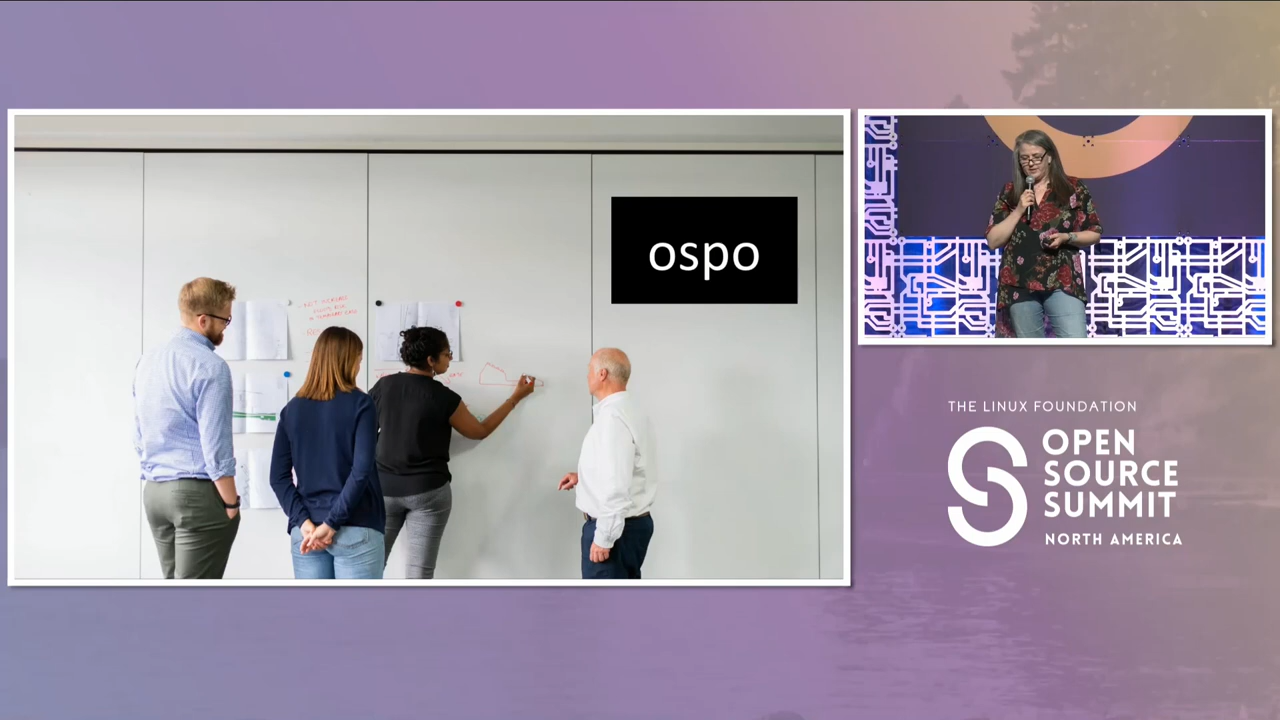 ospo
THE LINUX FOUNDATION
OPEN
SOURCE
SUMMIT
NORTH AMERICA